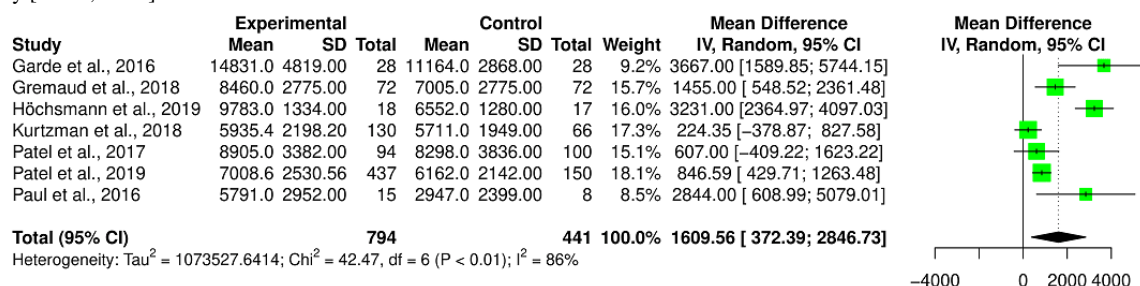 Experimental Control Mean Difference Mean Difference
Study Mean SD Total Mean SD Total Weight IV, Random, 95% CI IV, Random, 95% CI
Garde et al., 2016 14831.0 4819.00 28 11164.0 2868.00 28 9.2% 3667.00 [1589.85; 5744.15]
Gremaud et al., 2018 8460.0 2775.00 72 7005.0 2775.00 72 15.7% 1455.00 [ 548.52; 2361.48]
Höchsmann et al., 2019 9783.0 1334.00 18 6552.0 1280.00 17 16.0% 3231.00 [2364.97; 4097.03]
Kurtzman et al., 2018 5935.4 2198.20 130 5711.0 1949.00 66 17.3% 224.35 [−378.87; 827.58]
Patel et al., 2017 8905.0 3382.00 94 8298.0 3836.00 100 15.1% 607.00 [−409.22; 1623.22]
Patel et al., 2019 7008.6 2530.56 437 6162.0 2142.00 150 18.1% 846.59 [ 429.71; 1263.48]
Paul et al., 2016 5791.0 2952.00 15 2947.0 2399.00 8 8.5% 2844.00 [ 608.99; 5079.01]
Total (95% CI) 794 441 100.0% 1609.56 [ 372.39; 2846.73]
Heterogeneity: Tau² = 1073527.6414; Chi² = 42.47, df = 6 (P < 0.01); I² = 86%
−4000 0 2000 4000